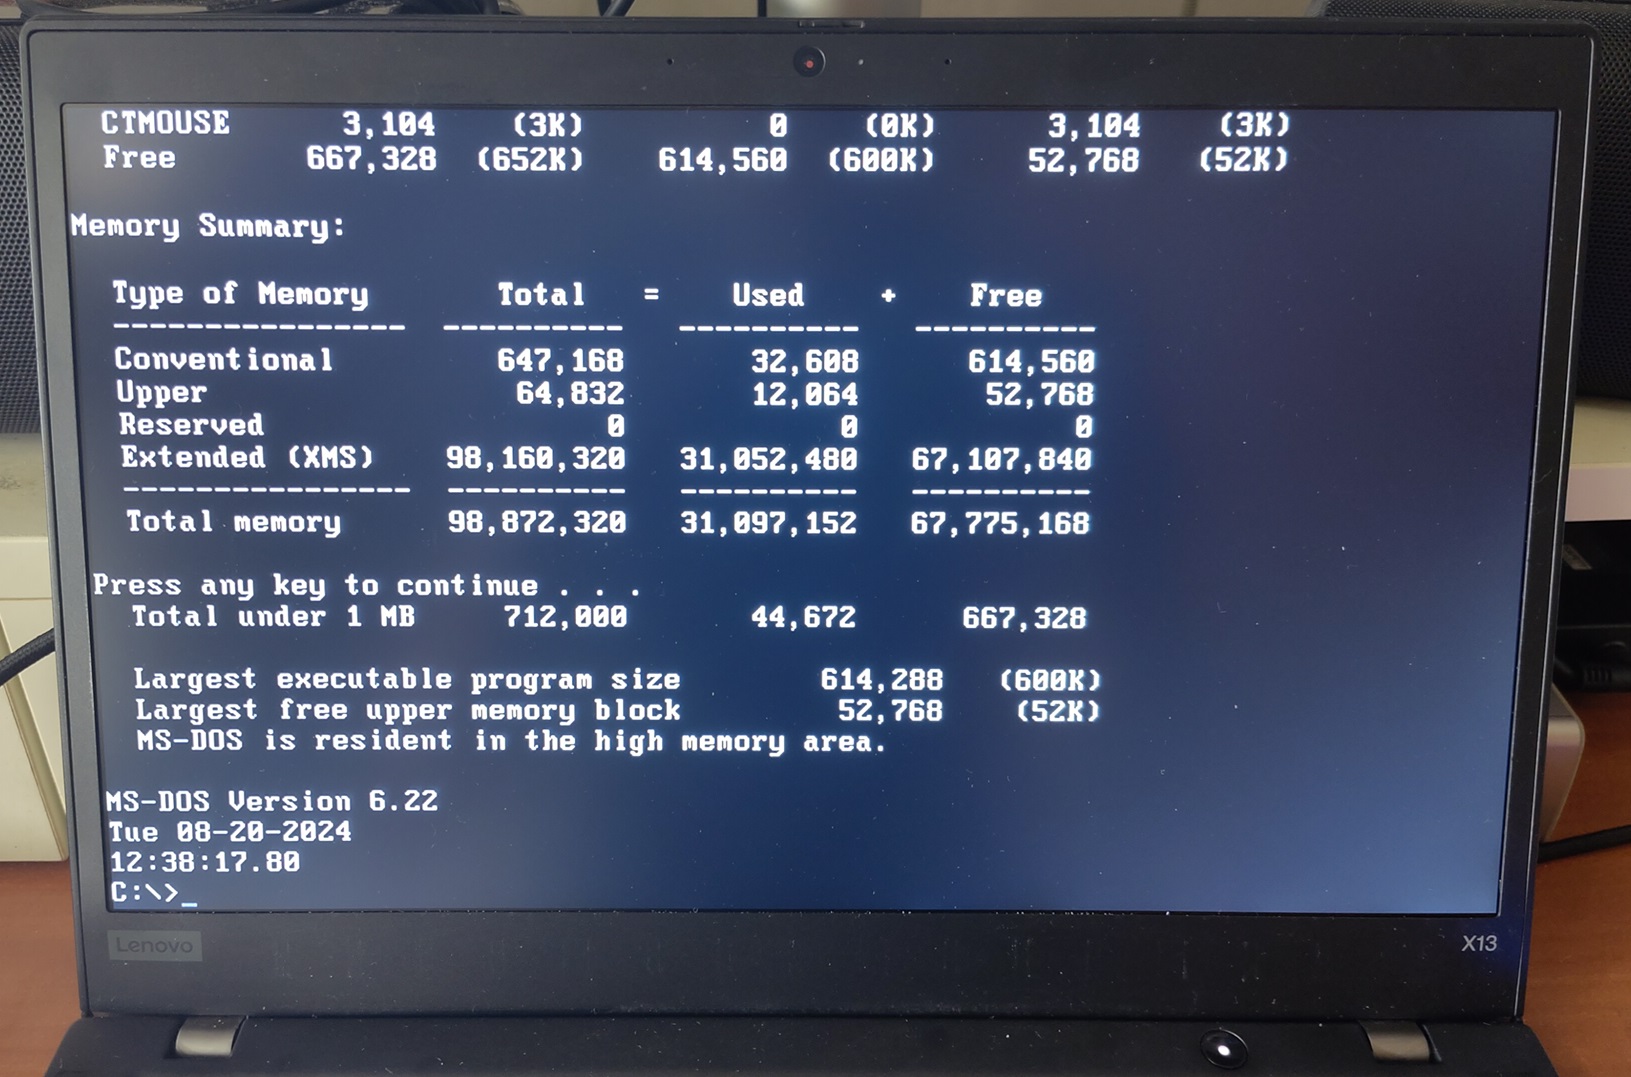 CTMOUSE 3,104 (3K) 0 (0K) 3,104 (3K)
Free 667,328 (652K) 614,560 (600K) 52,768 (52K)
Memory Summary:
Type of Memory Total = Used + Free
---------------- ---------- ---------- ----------
Conventional 647,168 32,608 614,560
Upper 64,832 12,064 52,768
Reserved 0 0 0
Extended (XMS) 98,160,320 31,052,480 67,107,840
---------------- ---------- ---------- ----------
Total memory 98,872,320 31,097,152 67,775,168
Press any key to continue . . .
Total under 1 MB 712,000 44,672 667,328
Largest executable program size 614,288 (600K)
Largest free upper memory block 52,768 (52K)
MS-DOS is resident in the high memory area.
MS-DOS Version 6.22
Tue 08-20-2024
12:38:17.80
C:\>_
Lenovo
X13